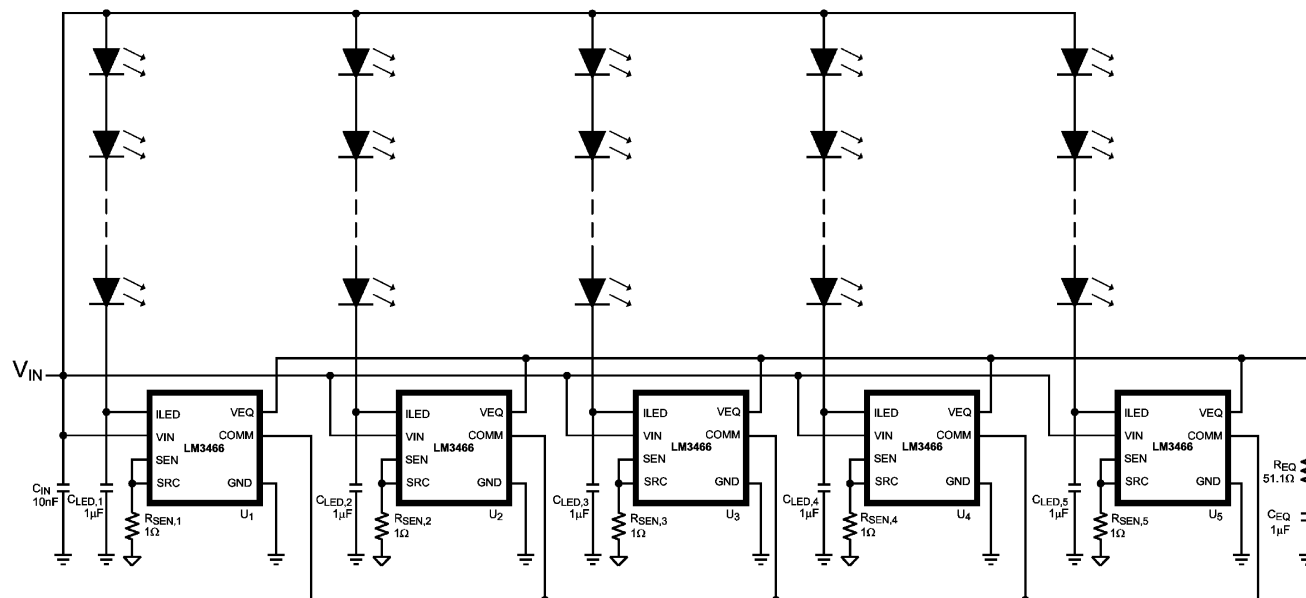 VIN
ILED
VEQ
VIN
COMM
LM3466
SEN
SRC
GND
U1
CIN
10nF
CLED,1
1µF
RSEN,1
1Ω
ILED
VEQ
VIN
COMM
LM3466
SEN
SRC
GND
U2
CLED,2
1µF
RSEN,2
1Ω
ILED
VEQ
VIN
COMM
LM3466
SEN
SRC
GND
U3
CLED,3
1µF
RSEN,3
1Ω
ILED
VEQ
VIN
COMM
LM3466
SEN
SRC
GND
U4
CLED,4
1µF
RSEN,4
1Ω
ILED
VEQ
VIN
COMM
LM3466
SEN
SRC
GND
U5
CLED,5
1µF
RSEN,5
1Ω
REQ
51.1Ω
CEQ
1µF